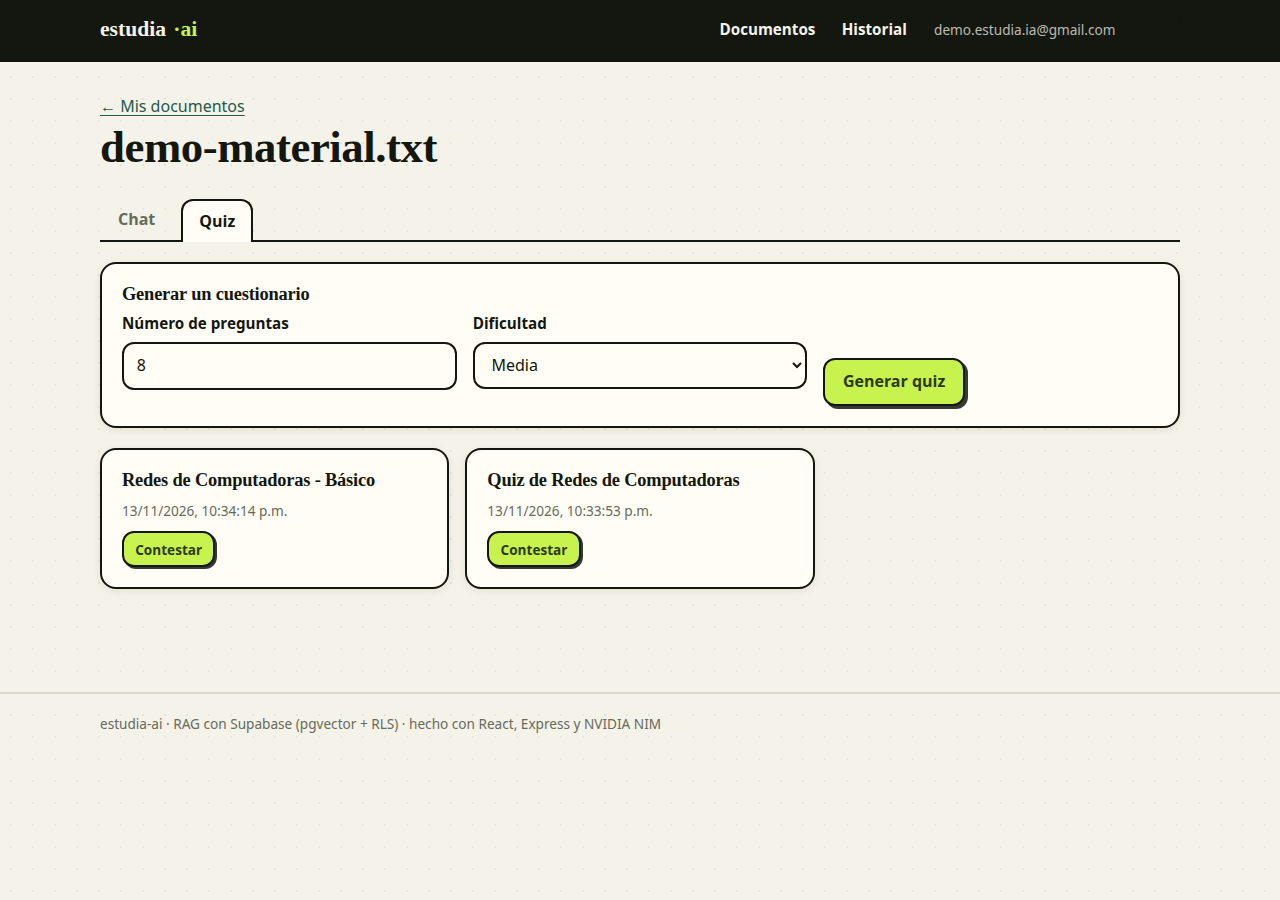 estudia ·ai
Documentos Historial demo.estudia.ia@gmail.com
← Mis documentos
demo-material.txt
Chat Quiz
Generar un cuestionario
Número de preguntas Dificultad
8 Media Generar quiz
Redes de Computadoras - Básico
13/11/2026, 10:34:14 p.m.
Contestar
Quiz de Redes de Computadoras
13/11/2026, 10:33:53 p.m.
Contestar
estudia-ai · RAG con Supabase (pgvector + RLS) · hecho con React, Express y NVIDIA NIM